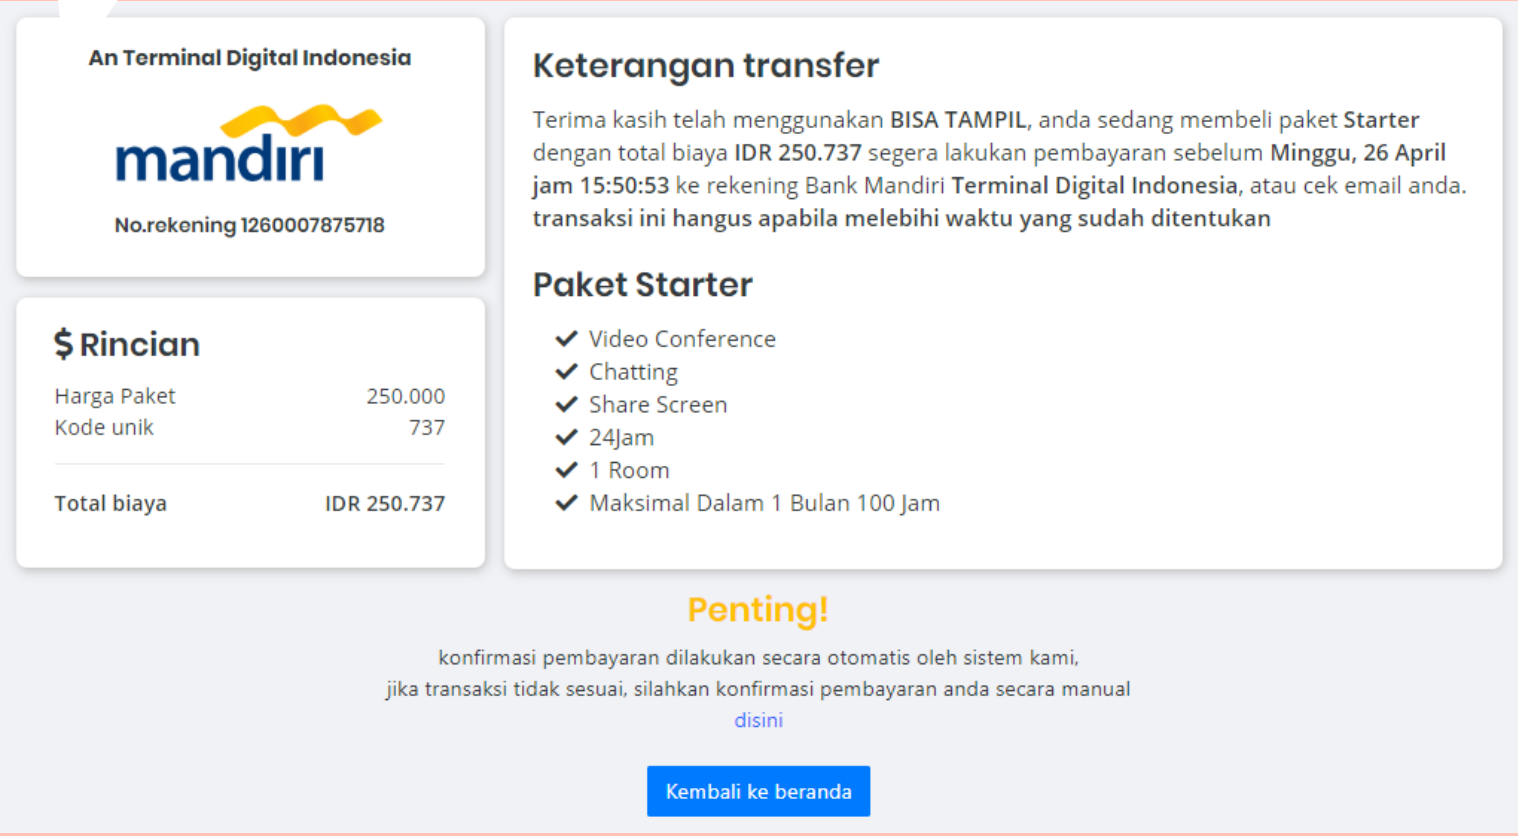 An Terminal Digital Indonesia
mandiri
No.rekening 1260007875718
$ Rincian
Harga Paket 250.000
Kode unik 737
Total biaya IDR 250.737
Keterangan transfer
Terima kasih telah menggunakan BISA TAMPIL, anda sedang membeli paket Starter
dengan total biaya IDR 250.737 segera lakukan pembayaran sebelum Minggu, 26 April
jam 15:50:53 ke rekening Bank Mandiri Terminal Digital Indonesia, atau cek email anda.
transaksi ini hangus apabila melebihi waktu yang sudah ditentukan
Paket Starter
Video Conference
Chatting
Share Screen
24Jam
1 Room
Maksimal Dalam 1 Bulan 100 Jam
Penting!
konfirmasi pembayaran dilakukan secara otomatis oleh sistem kami,
jika transaksi tidak sesuai, silahkan konfirmasi pembayaran anda secara manual
disini
Kembali ke beranda